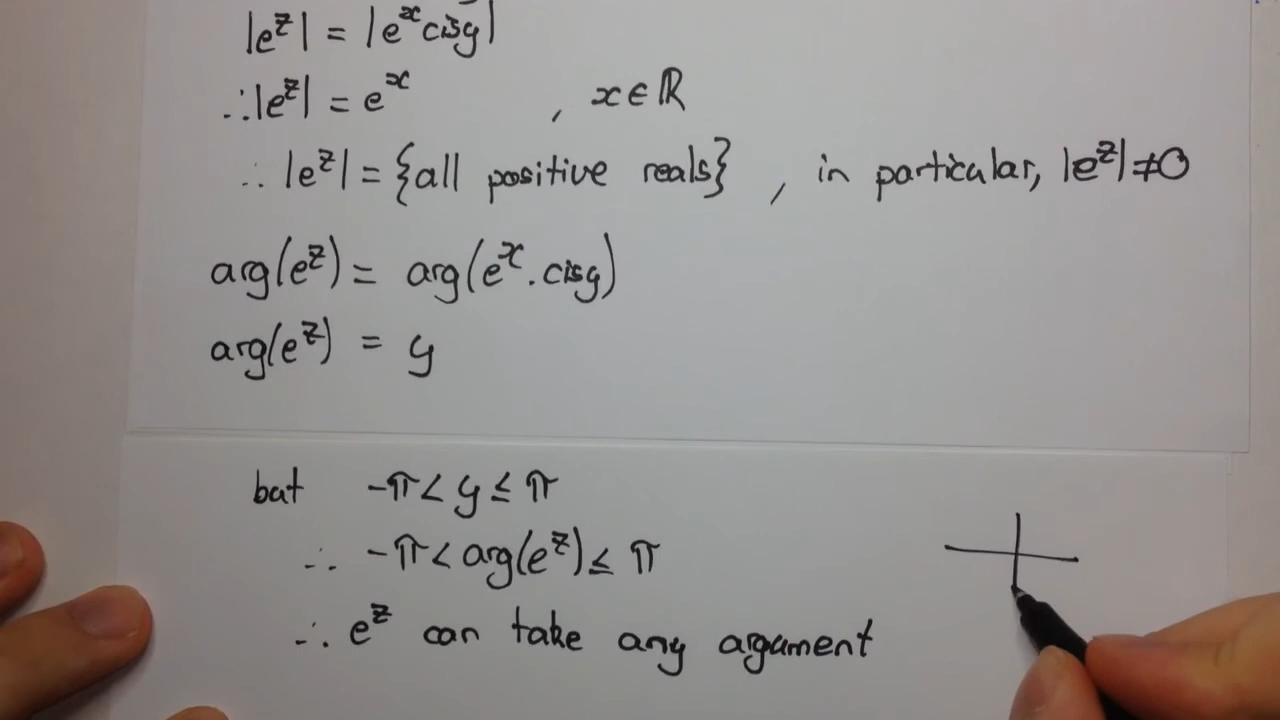 |e^z| = |e^x cis y|
∴ |e^z| = e^x , x ∈ ℝ
∴ |e^z| = {all positive reals} , in particular, |e^z| ≠ 0
arg(e^z) = arg(e^x . cis y)
arg(e^z) = y
but -π < y ≤ π
∴ -π < arg(e^z) ≤ π
∴ e^z can take any argument